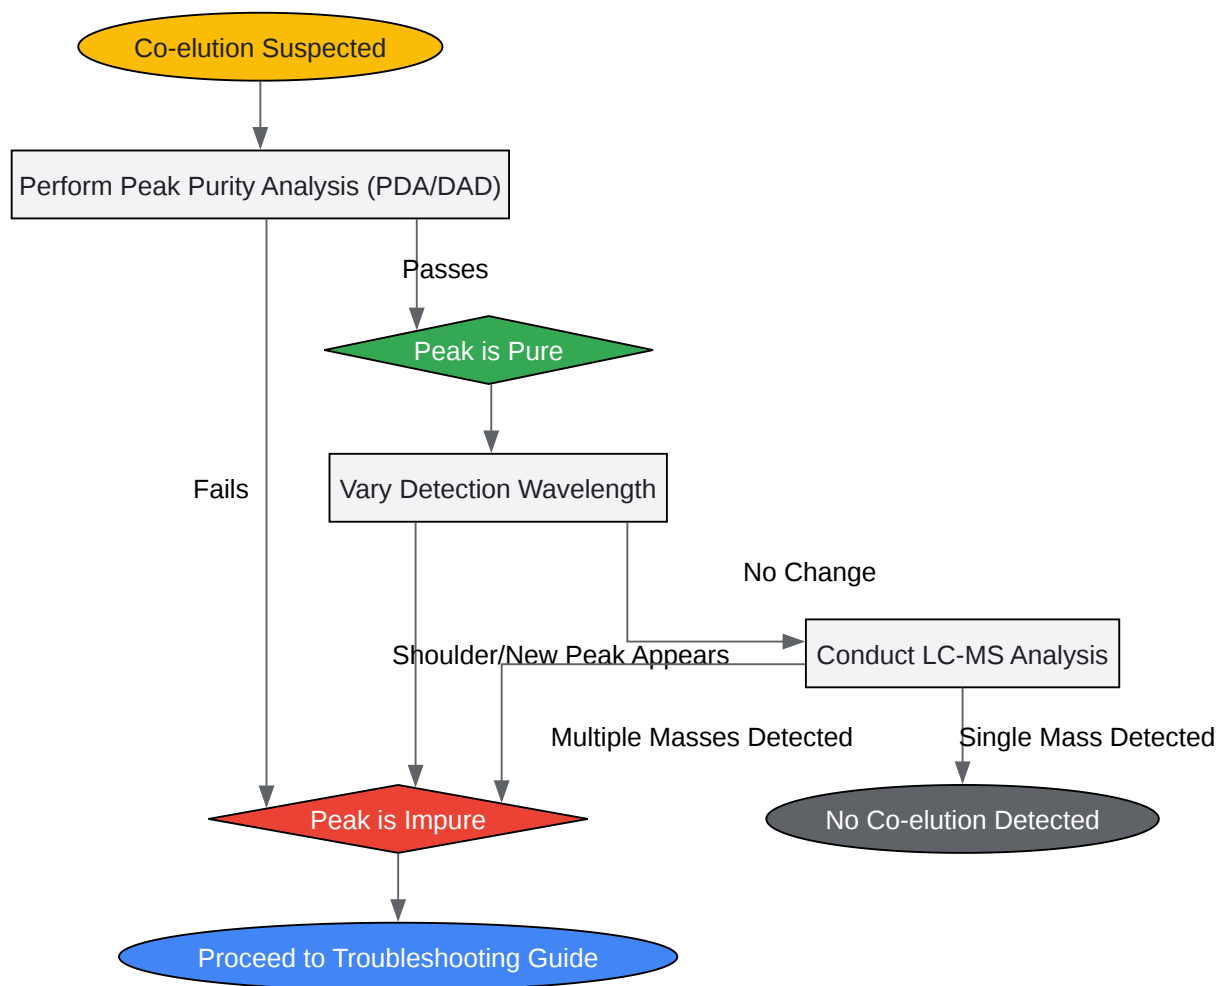 Co-elution Suspected
Perform Peak Purity Analysis (PDA/DAD)
Passes
Peak is Pure
Fails
Vary Detection Wavelength
No Change
Shoulder/New Peak Appears
Conduct LC-MS Analysis
Multiple Masses Detected
Single Mass Detected
Peak is Impure
No Co-elution Detected
Proceed to Troubleshooting Guide